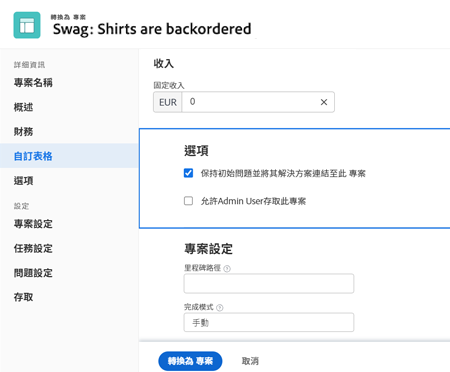 轉換為 專案
Swag: Shirts are backordered
詳細資訊
專案名稱
概述
財務
自訂表格
選項
設定
專案設定
任務設定
問題設定
存取
收入
固定收入
EUR 0
選項
保持初始問題並將其解決方案連結至此 專案
允許Admin User存取此專案
專案設定
里程碑路徑
完成模式
手動
轉換為 專案 取消